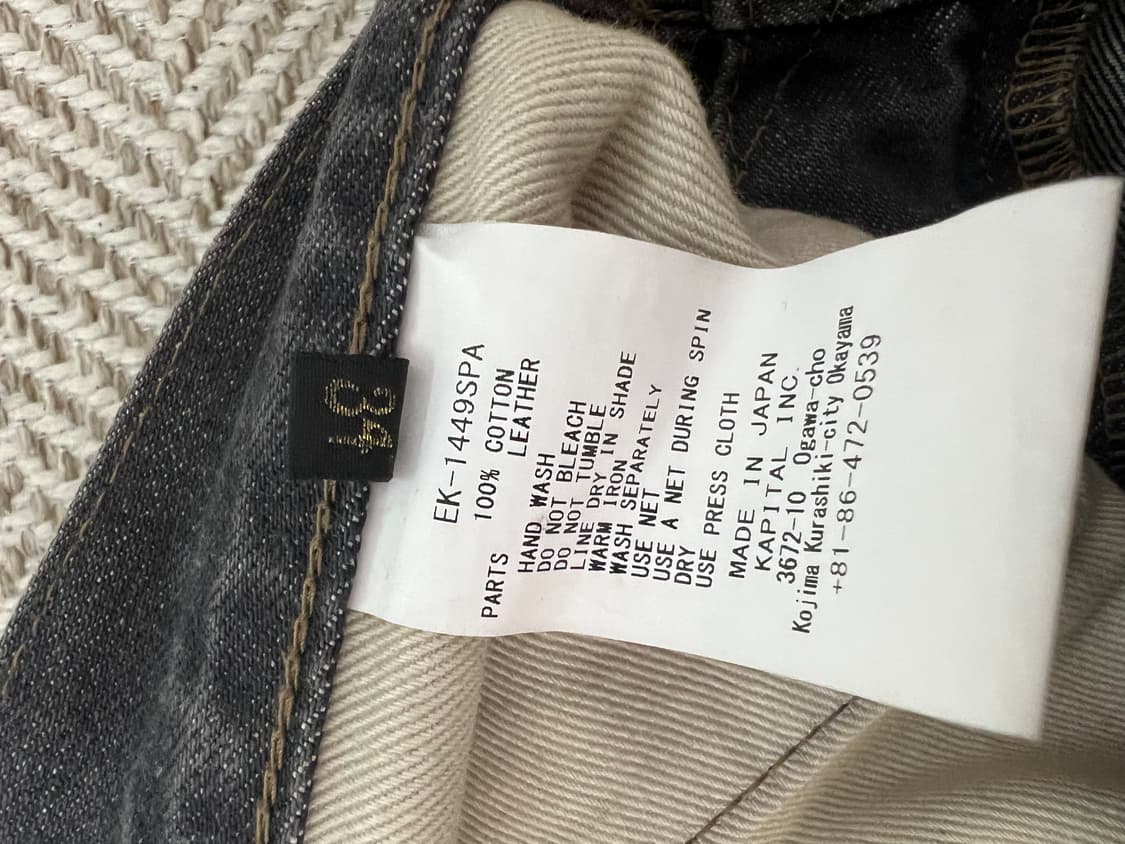 34
EK-1449SPA
100% COTTON
PARTS LEATHER
HAND WASH
DO NOT BLEACH
DO NOT TUMBLE
LINE DRY
WARM IRON IN SHADE
WASH SEPARATELY
USE NET
USE A NET DURING SPIN
DRY
USE PRESS CLOTH
MADE IN JAPAN
KAPITAL INC.
3672-10 Ogawa-cho
Kojima Kurashiki-city Okayama
+81-86-472-0539